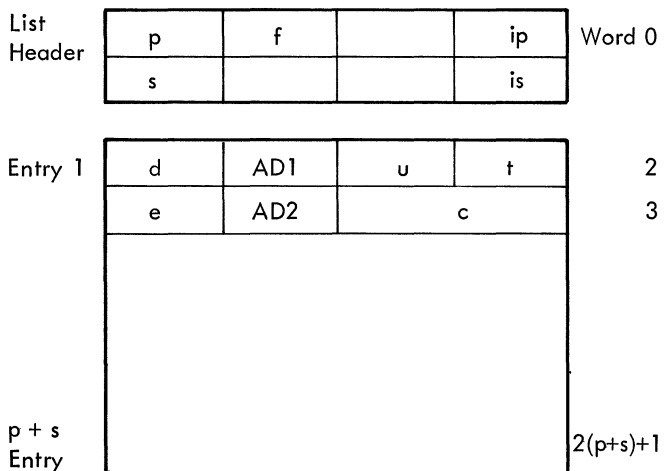 List
Header
p f ip Word 0
s is
Entry 1 d AD1 u t 2
e AD2 c 3
p + s
Entry
2(p+s)+1